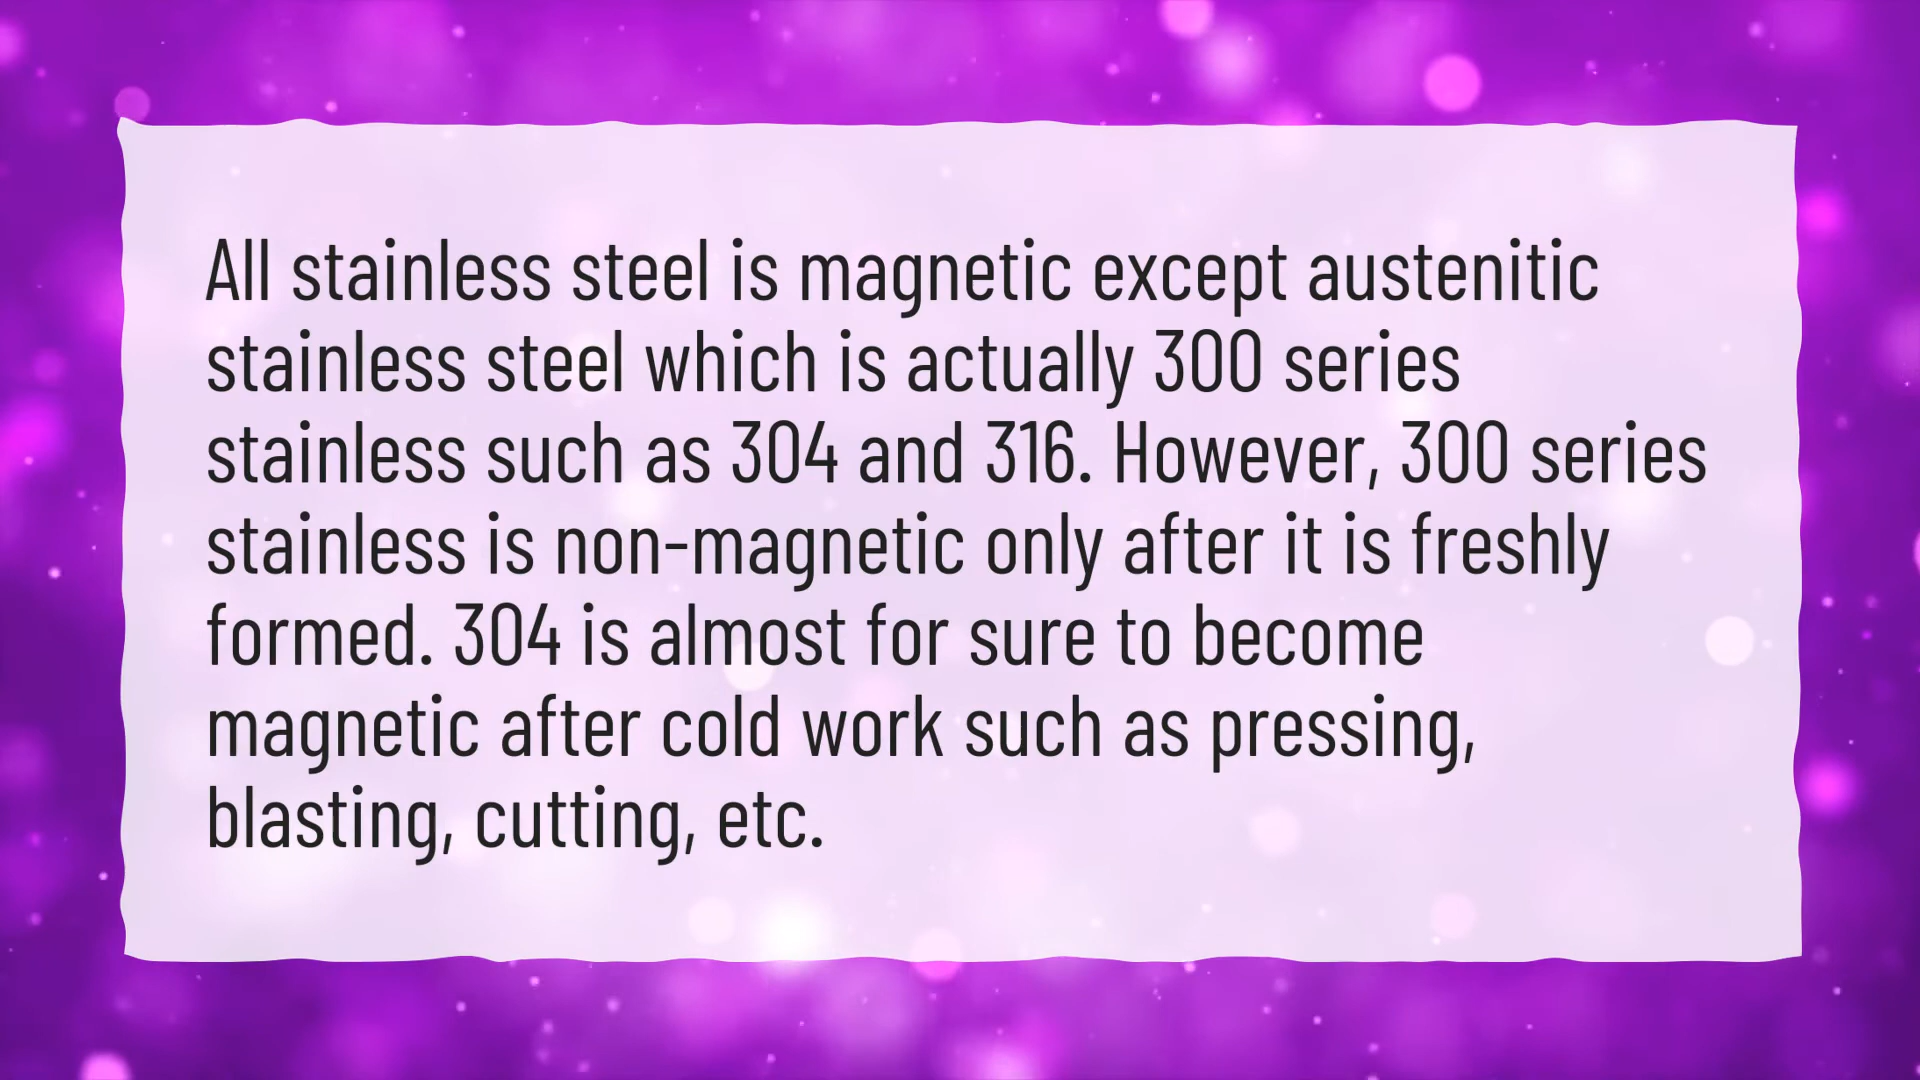 All stainless steel is magnetic except austenitic
stainless steel which is actually 300 series
stainless such as 304 and 316. However, 300 series
stainless is non-magnetic only after it is freshly
formed. 304 is almost for sure to become
magnetic after cold work such as pressing,
blasting, cutting, etc.